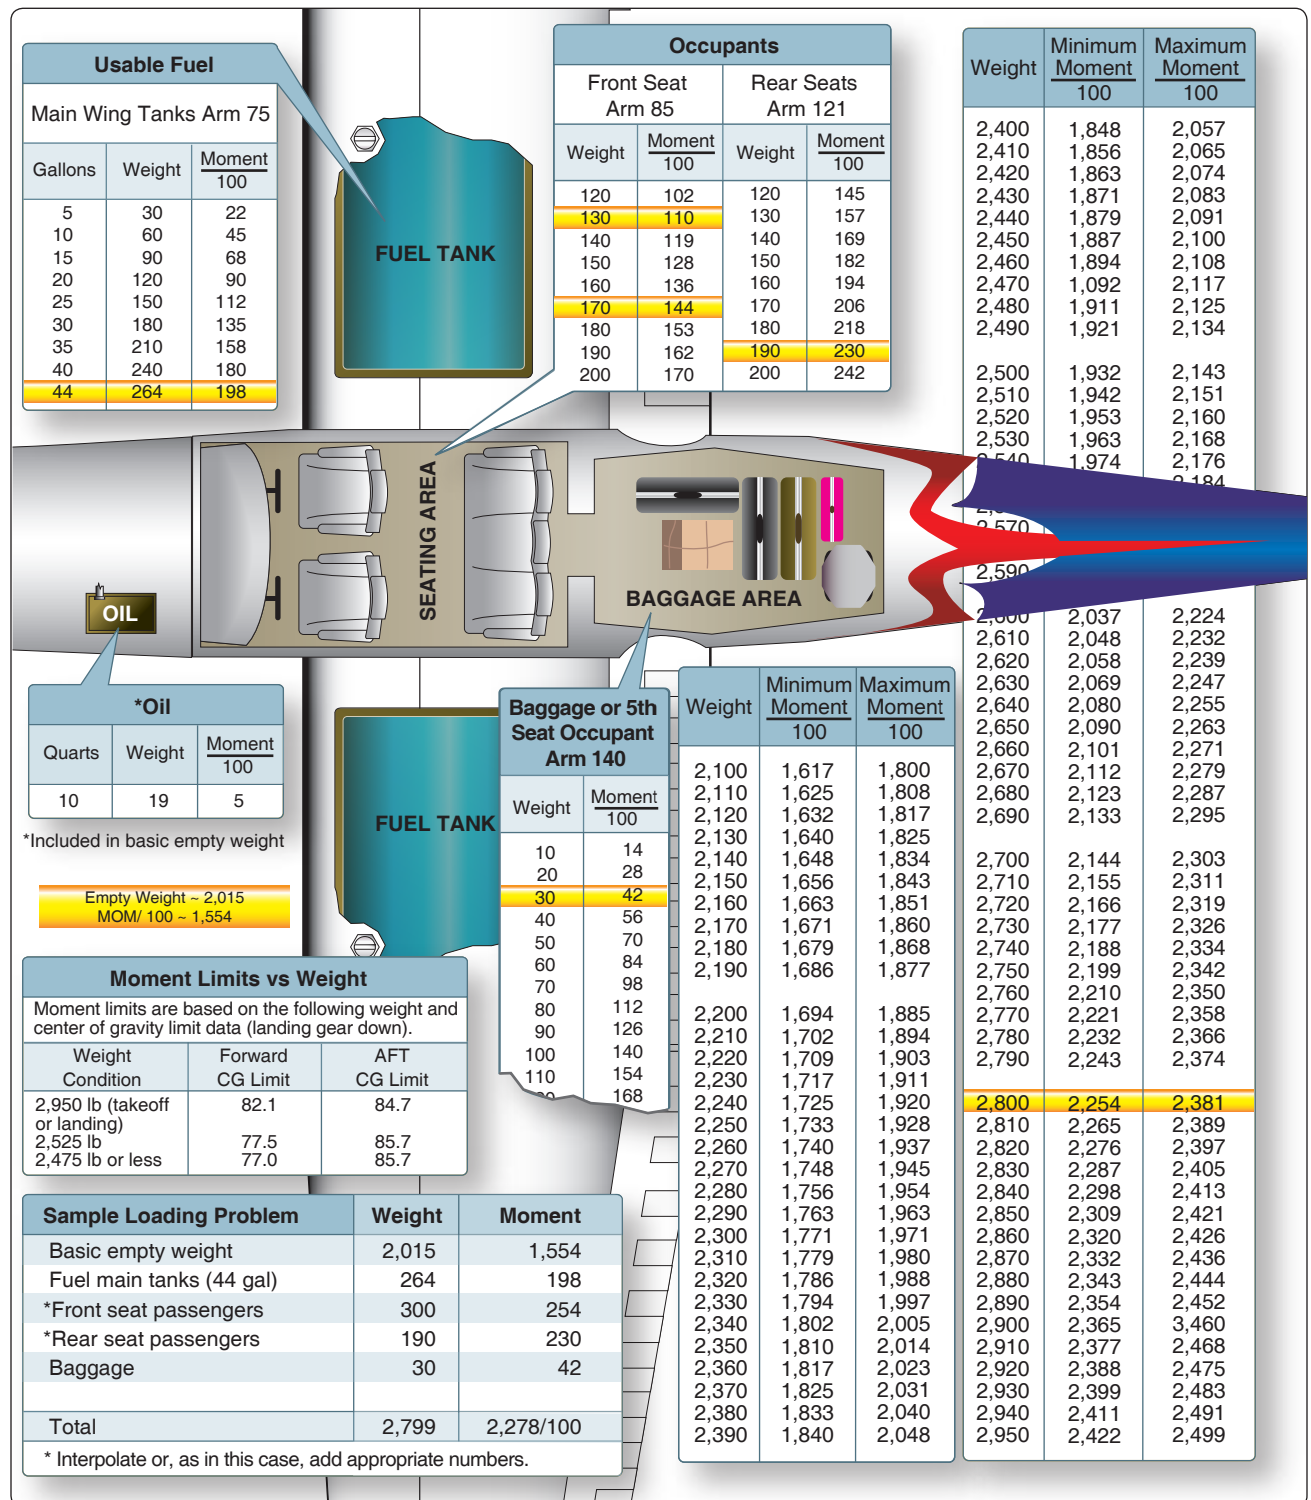 Usable Fuel
Main Wing Tanks Arm 75
Gallons Weight Moment
100
5 30 22
10 60 45
15 90 68
20 120 90
25 150 112
30 180 135
35 210 158
40 240 180
44 264 198
FUEL TANK
Occupants
Front Seat Rear Seats
Arm 85 Arm 121
Weight Moment Weight Moment
100 100
120 102 120 145
130 110 130 157
140 119 140 169
150 128 150 182
160 136 160 194
170 144 170 206
180 153 180 218
190 162 190 230
200 170 200 242
Weight Minimum Maximum
Moment Moment
100 100
2,400 1,848 2,057
2,410 1,856 2,065
2,420 1,863 2,074
2,430 1,871 2,083
2,440 1,879 2,091
2,450 1,887 2,100
2,460 1,894 2,108
2,470 1,092 2,117
2,480 1,911 2,125
2,490 1,921 2,134
2,500 1,932 2,143
2,510 1,942 2,151
2,520 1,953 2,160
2,530 1,963 2,168
2,540 1,974 2,176
2,184
2,570
2,590
2,600 2,037 2,224
2,610 2,048 2,232
2,620 2,058 2,239
2,630 2,069 2,247
2,640 2,080 2,255
2,650 2,090 2,263
2,660 2,101 2,271
2,670 2,112 2,279
2,680 2,123 2,287
2,690 2,133 2,295
2,700 2,144 2,303
2,710 2,155 2,311
2,720 2,166 2,319
2,730 2,177 2,326
2,740 2,188 2,334
2,750 2,199 2,342
2,760 2,210 2,350
2,770 2,221 2,358
2,780 2,232 2,366
2,790 2,243 2,374
2,800 2,254 2,381
2,810 2,265 2,389
2,820 2,276 2,397
2,830 2,287 2,405
2,840 2,298 2,413
2,850 2,309 2,421
2,860 2,320 2,426
2,870 2,332 2,436
2,880 2,343 2,444
2,890 2,354 2,452
2,900 2,365 3,460
2,910 2,377 2,468
2,920 2,388 2,475
2,930 2,399 2,483
2,940 2,411 2,491
2,950 2,422 2,499
SEATING AREA
BAGGAGE AREA
OIL
*Oil
Quarts Weight Moment
100
10 19 5
*Included in basic empty weight
Empty Weight ~ 2,015
MOM/ 100 ~ 1,554
FUEL TANK
Baggage or 5th
Seat Occupant
Arm 140
Weight Moment
100
10 14
20 28
30 42
40 56
50 70
60 84
70 98
80 112
90 126
100 140
110 154
168
Weight Minimum Maximum
Moment Moment
100 100
2,100 1,617 1,800
2,110 1,625 1,808
2,120 1,632 1,817
2,130 1,640 1,825
2,140 1,648 1,834
2,150 1,656 1,843
2,160 1,663 1,851
2,170 1,671 1,860
2,180 1,679 1,868
2,190 1,686 1,877
2,200 1,694 1,885
2,210 1,702 1,894
2,220 1,709 1,903
2,230 1,717 1,911
2,240 1,725 1,920
2,250 1,733 1,928
2,260 1,740 1,937
2,270 1,748 1,945
2,280 1,756 1,954
2,290 1,763 1,963
2,300 1,771 1,971
2,310 1,779 1,980
2,320 1,786 1,988
2,330 1,794 1,997
2,340 1,802 2,005
2,350 1,810 2,014
2,360 1,817 2,023
2,370 1,825 2,031
2,380 1,833 2,040
2,390 1,840 2,048
Moment Limits vs Weight
Moment limits are based on the following weight and
center of gravity limit data (landing gear down).
Weight Forward AFT
Condition CG Limit CG Limit
2,950 lb (takeoff 82.1 84.7
or landing)
2,525 lb 77.5 85.7
2,475 lb or less 77.0 85.7
Sample Loading Problem Weight Moment
Basic empty weight 2,015 1,554
Fuel main tanks (44 gal) 264 198
*Front seat passengers 300 254
*Rear seat passengers 190 230
Baggage 30 42
Total 2,799 2,278/100
* Interpolate or, as in this case, add appropriate numbers.